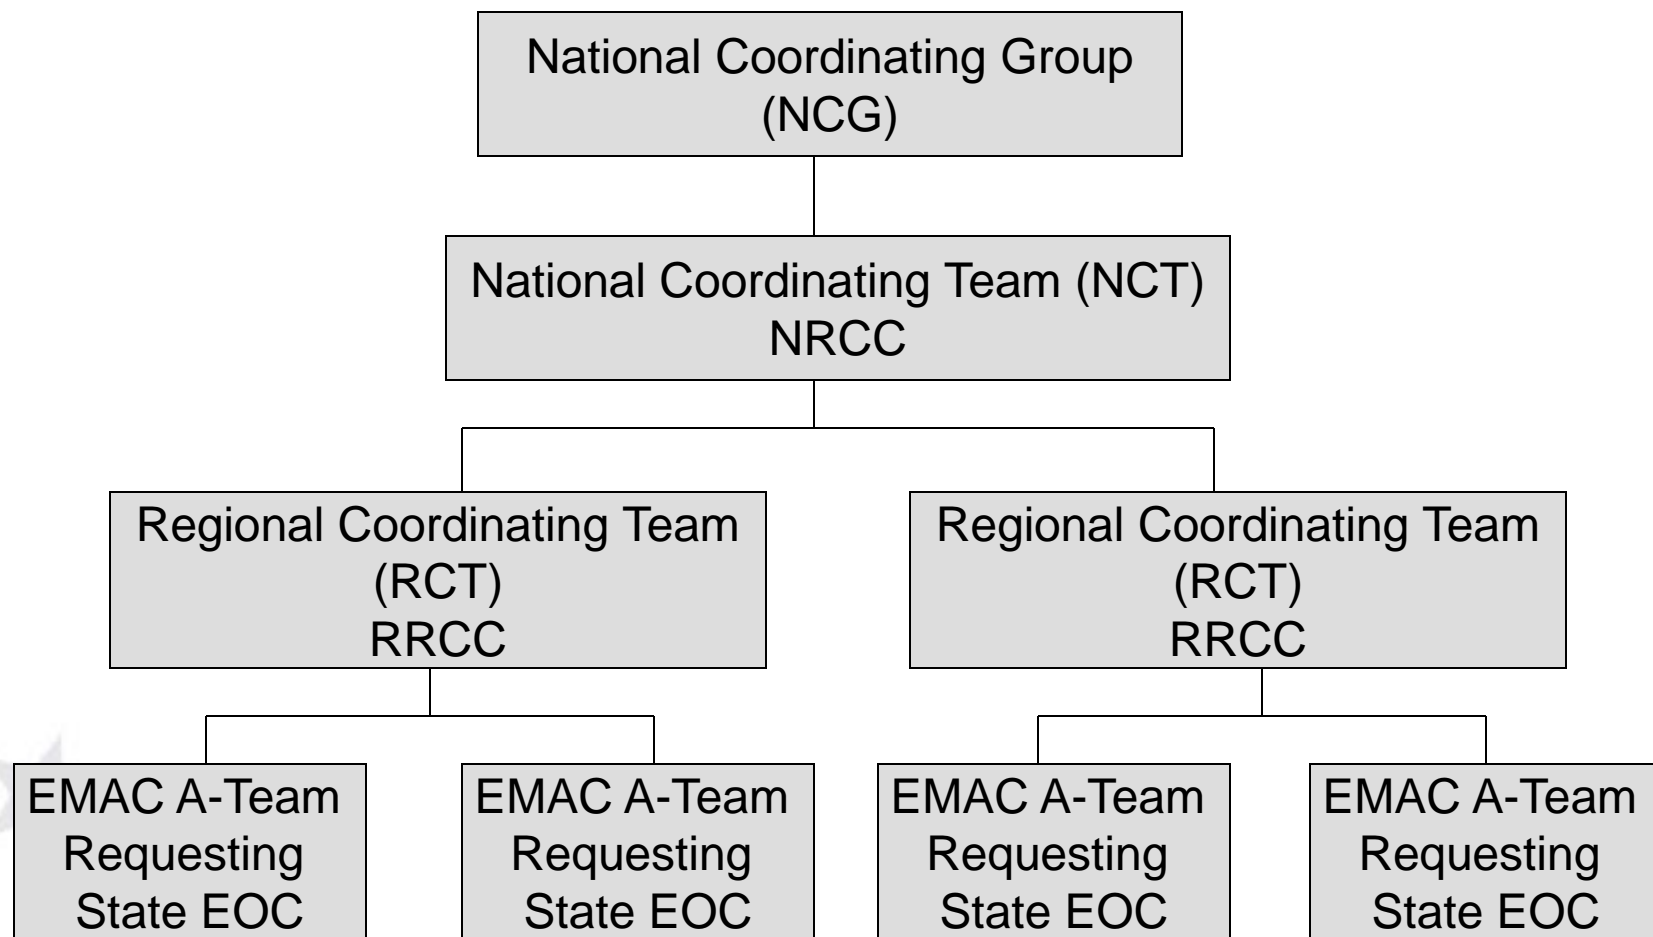 National Coordinating Group
(NCG)
National Coordinating Team (NCT)
NRCC
Regional Coordinating Team
(RCT)
RRCC
Regional Coordinating Team
(RCT)
RRCC
EMAC A-Team
Requesting
State EOC
EMAC A-Team
Requesting
State EOC
EMAC A-Team
Requesting
State EOC
EMAC A-Team
Requesting
State EOC